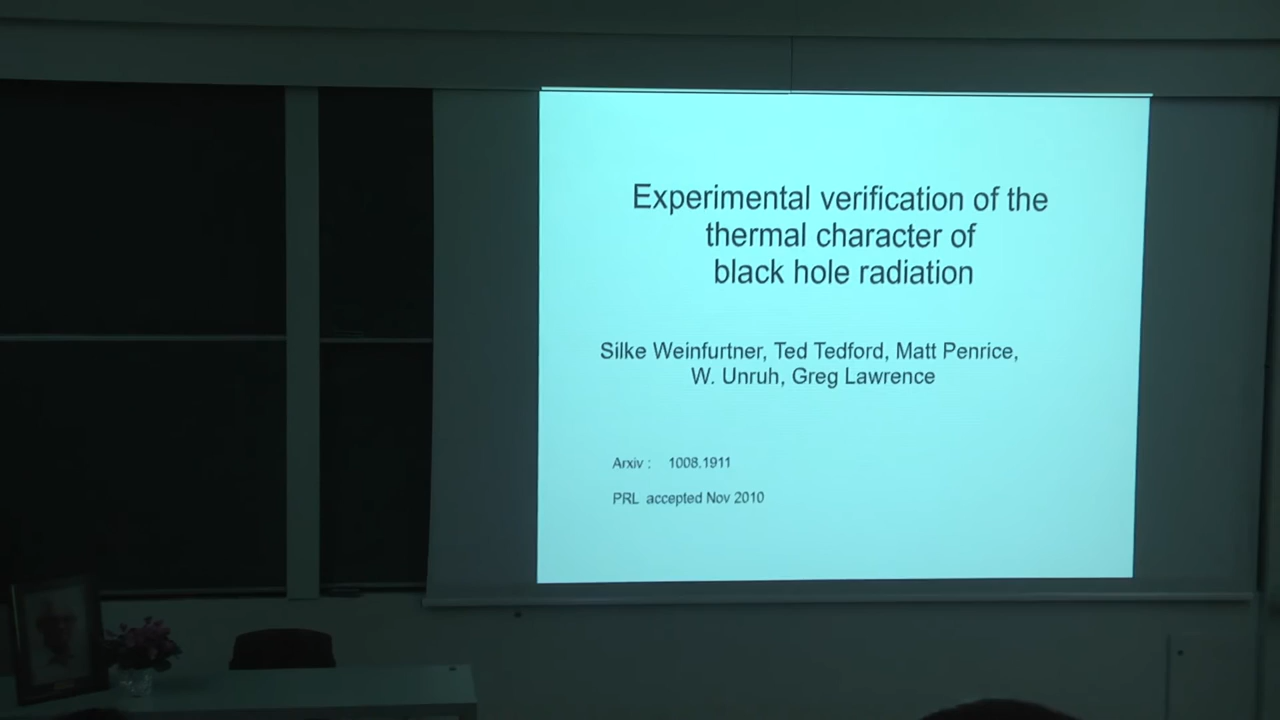 Experimental verification of the
thermal character of
black hole radiation
Silke Weinfurtner, Ted Tedford, Matt Penrice,
W. Unruh, Greg Lawrence
Arxiv : 1008.1911
PRL accepted Nov 2010